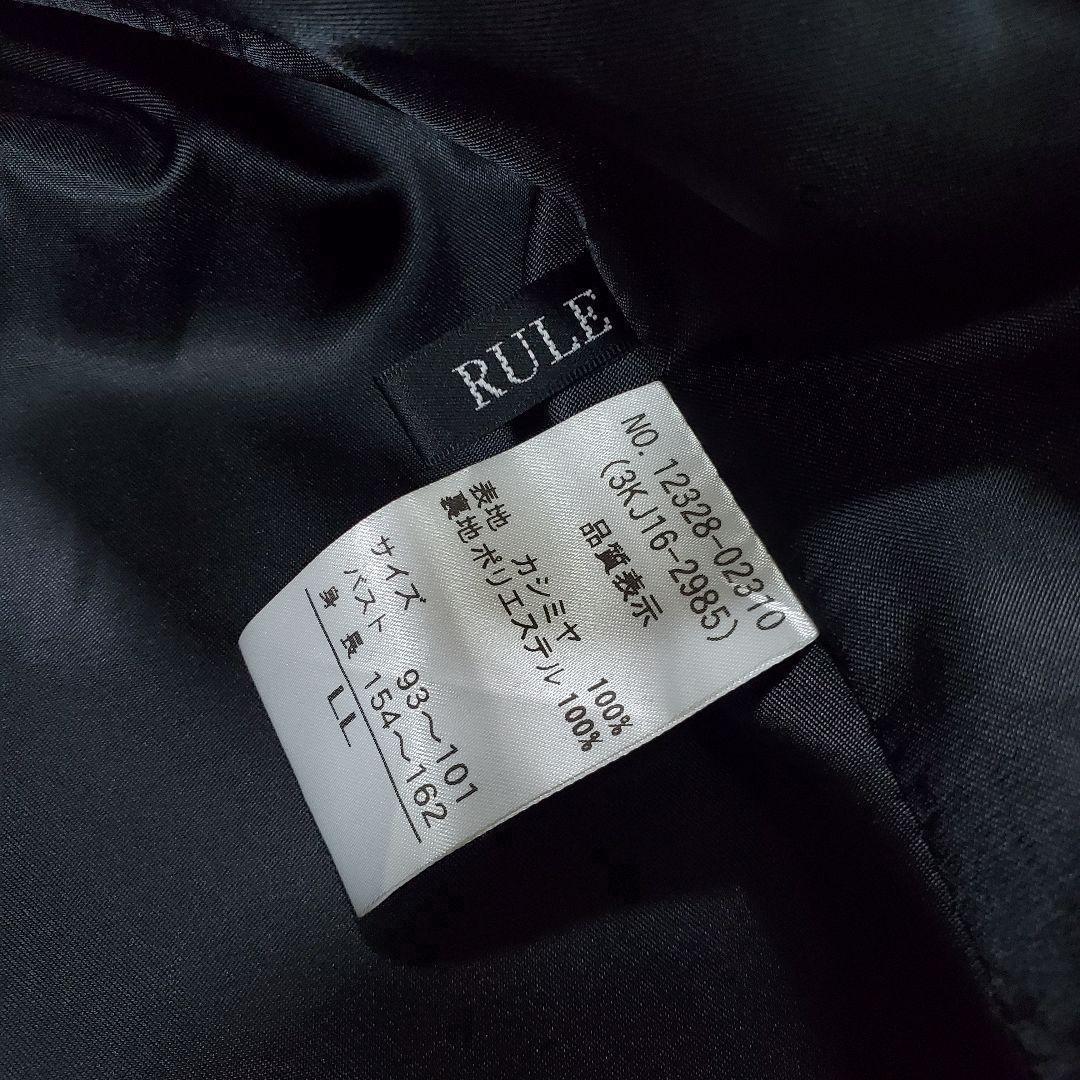 RULE
NO. 12328-02310
(3KJ16-2985)
品質表示
表地 カシミヤ 100%
裏地 ポリエステル 100%
サイズ
バスト 93～101
身長 154～162
LL